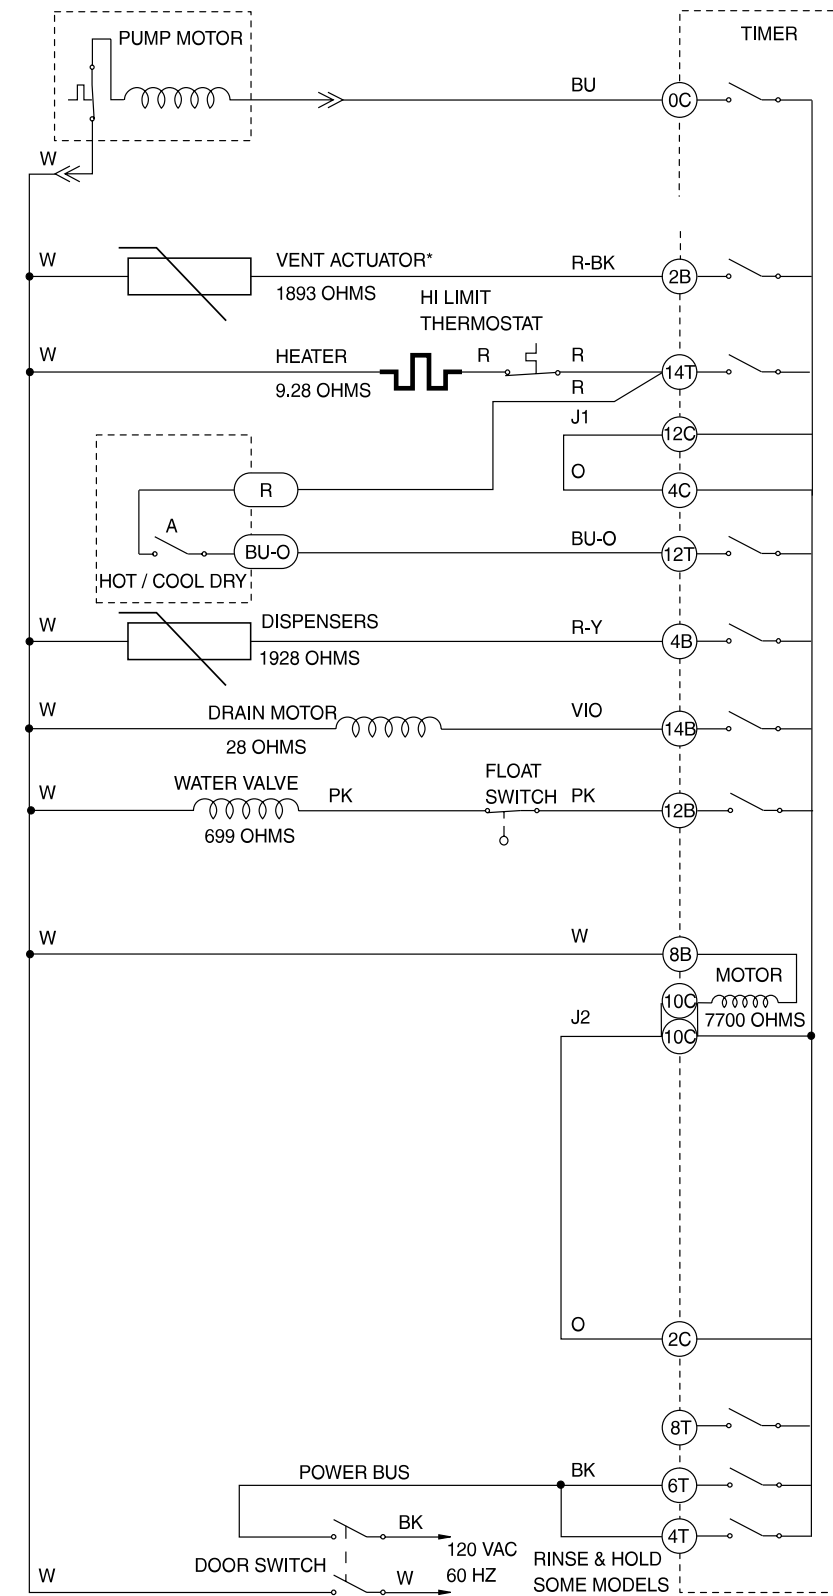 PUMP MOTOR
TIMER
BU
0C
W
W
VENT ACTUATOR*
R-BK
2B
1893 OHMS
HI LIMIT
THERMOSTAT
W
HEATER
R
R
14T
9.28 OHMS
R
J1
12C
R
O
4C
A
BU-O
BU-O
12T
HOT / COOL DRY
W
DISPENSERS
R-Y
4B
1928 OHMS
W
DRAIN MOTOR
VIO
14B
28 OHMS
WATER VALVE
FLOAT
SWITCH
W
PK
PK
12B
699 OHMS
W
W
8B
MOTOR
10C
7700 OHMS
J2
10C
O
2C
8T
POWER BUS
BK
6T
BK
4T
120 VAC
60 HZ
DOOR SWITCH
W
W
RINSE & HOLD
SOME MODELS